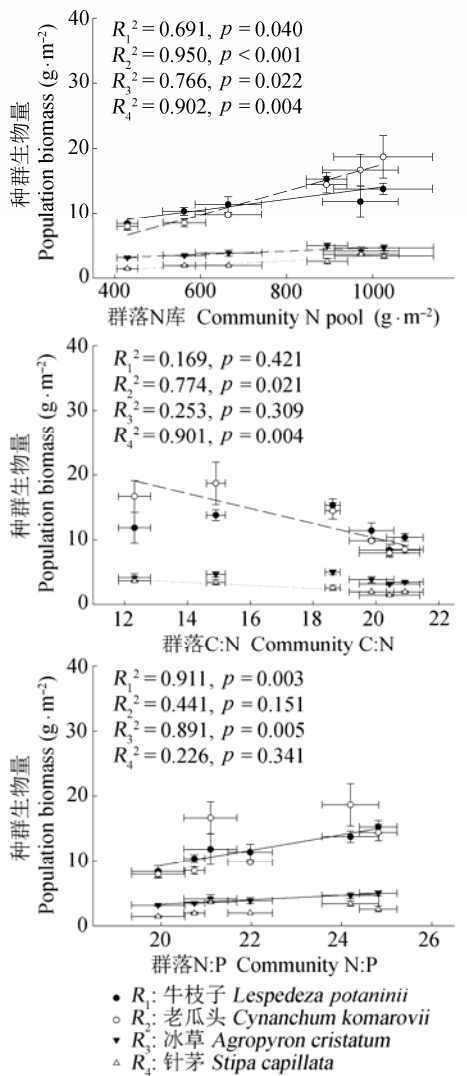 40
R₁² = 0.691, p = 0.040
R₂² = 0.950, p < 0.001
R₃² = 0.766, p = 0.022
R₄² = 0.902, p = 0.004
30
20
10
0
种群生物量
Population biomass (g·m⁻²)
400 600 800 1000
群落N库 Community N pool (g·m⁻²)
40
R₁² = 0.169, p = 0.421
R₂² = 0.774, p = 0.021
R₃² = 0.253, p = 0.309
R₄² = 0.901, p = 0.004
30
20
10
0
种群生物量
Population biomass (g·m⁻²)
12 14 16 18 20 22
群落C:N Community C:N
40
R₁² = 0.911, p = 0.003
R₂² = 0.441, p = 0.151
R₃² = 0.891, p = 0.005
R₄² = 0.226, p = 0.341
30
20
10
0
种群生物量
Population biomass (g·m⁻²)
20 22 24 26
群落N:P Community N:P
R₁: 牛枝子 Lespedeza potaninii
R₂: 老瓜头 Cynanchum komarovii
R₃: 冰草 Agropyron cristatum
R₄: 针茅 Stipa capillata